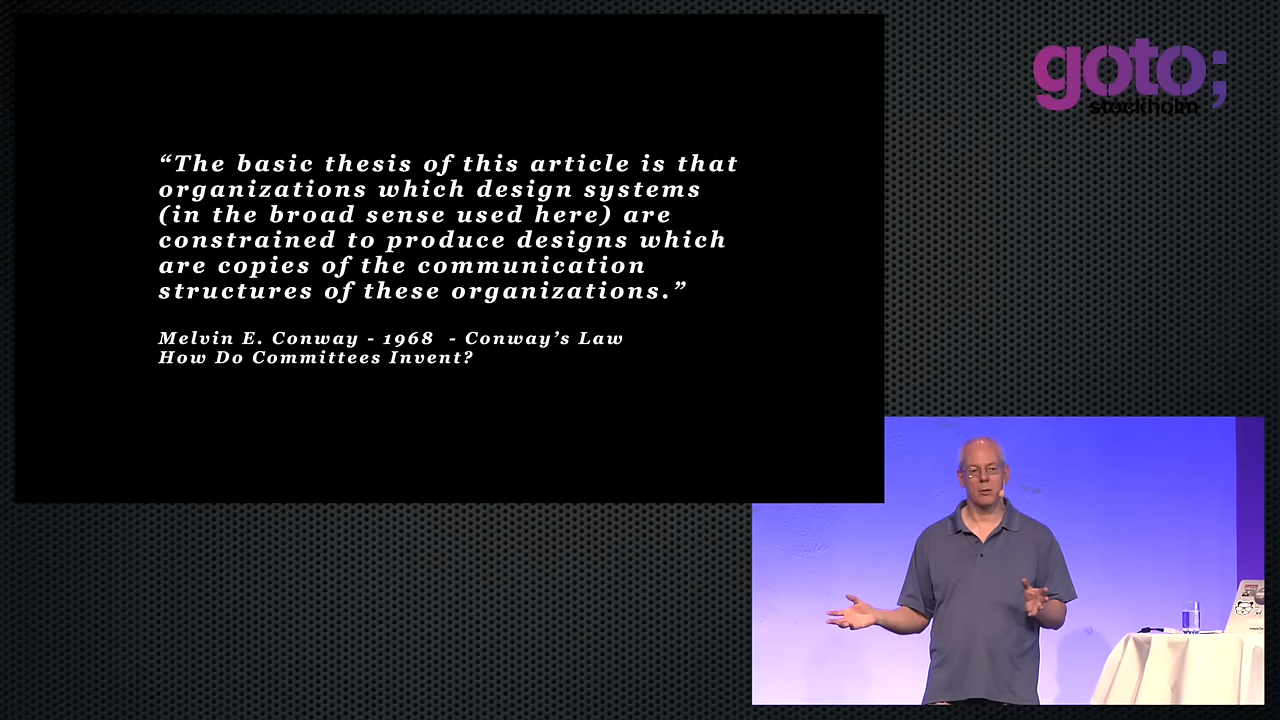 “The basic thesis of this article is that
organizations which design systems
(in the broad sense used here) are
constrained to produce designs which
are copies of the communication
structures of these organizations.”
Melvin E. Conway - 1968 - Conway’s Law
How Do Committees Invent?
goto;
stockholm